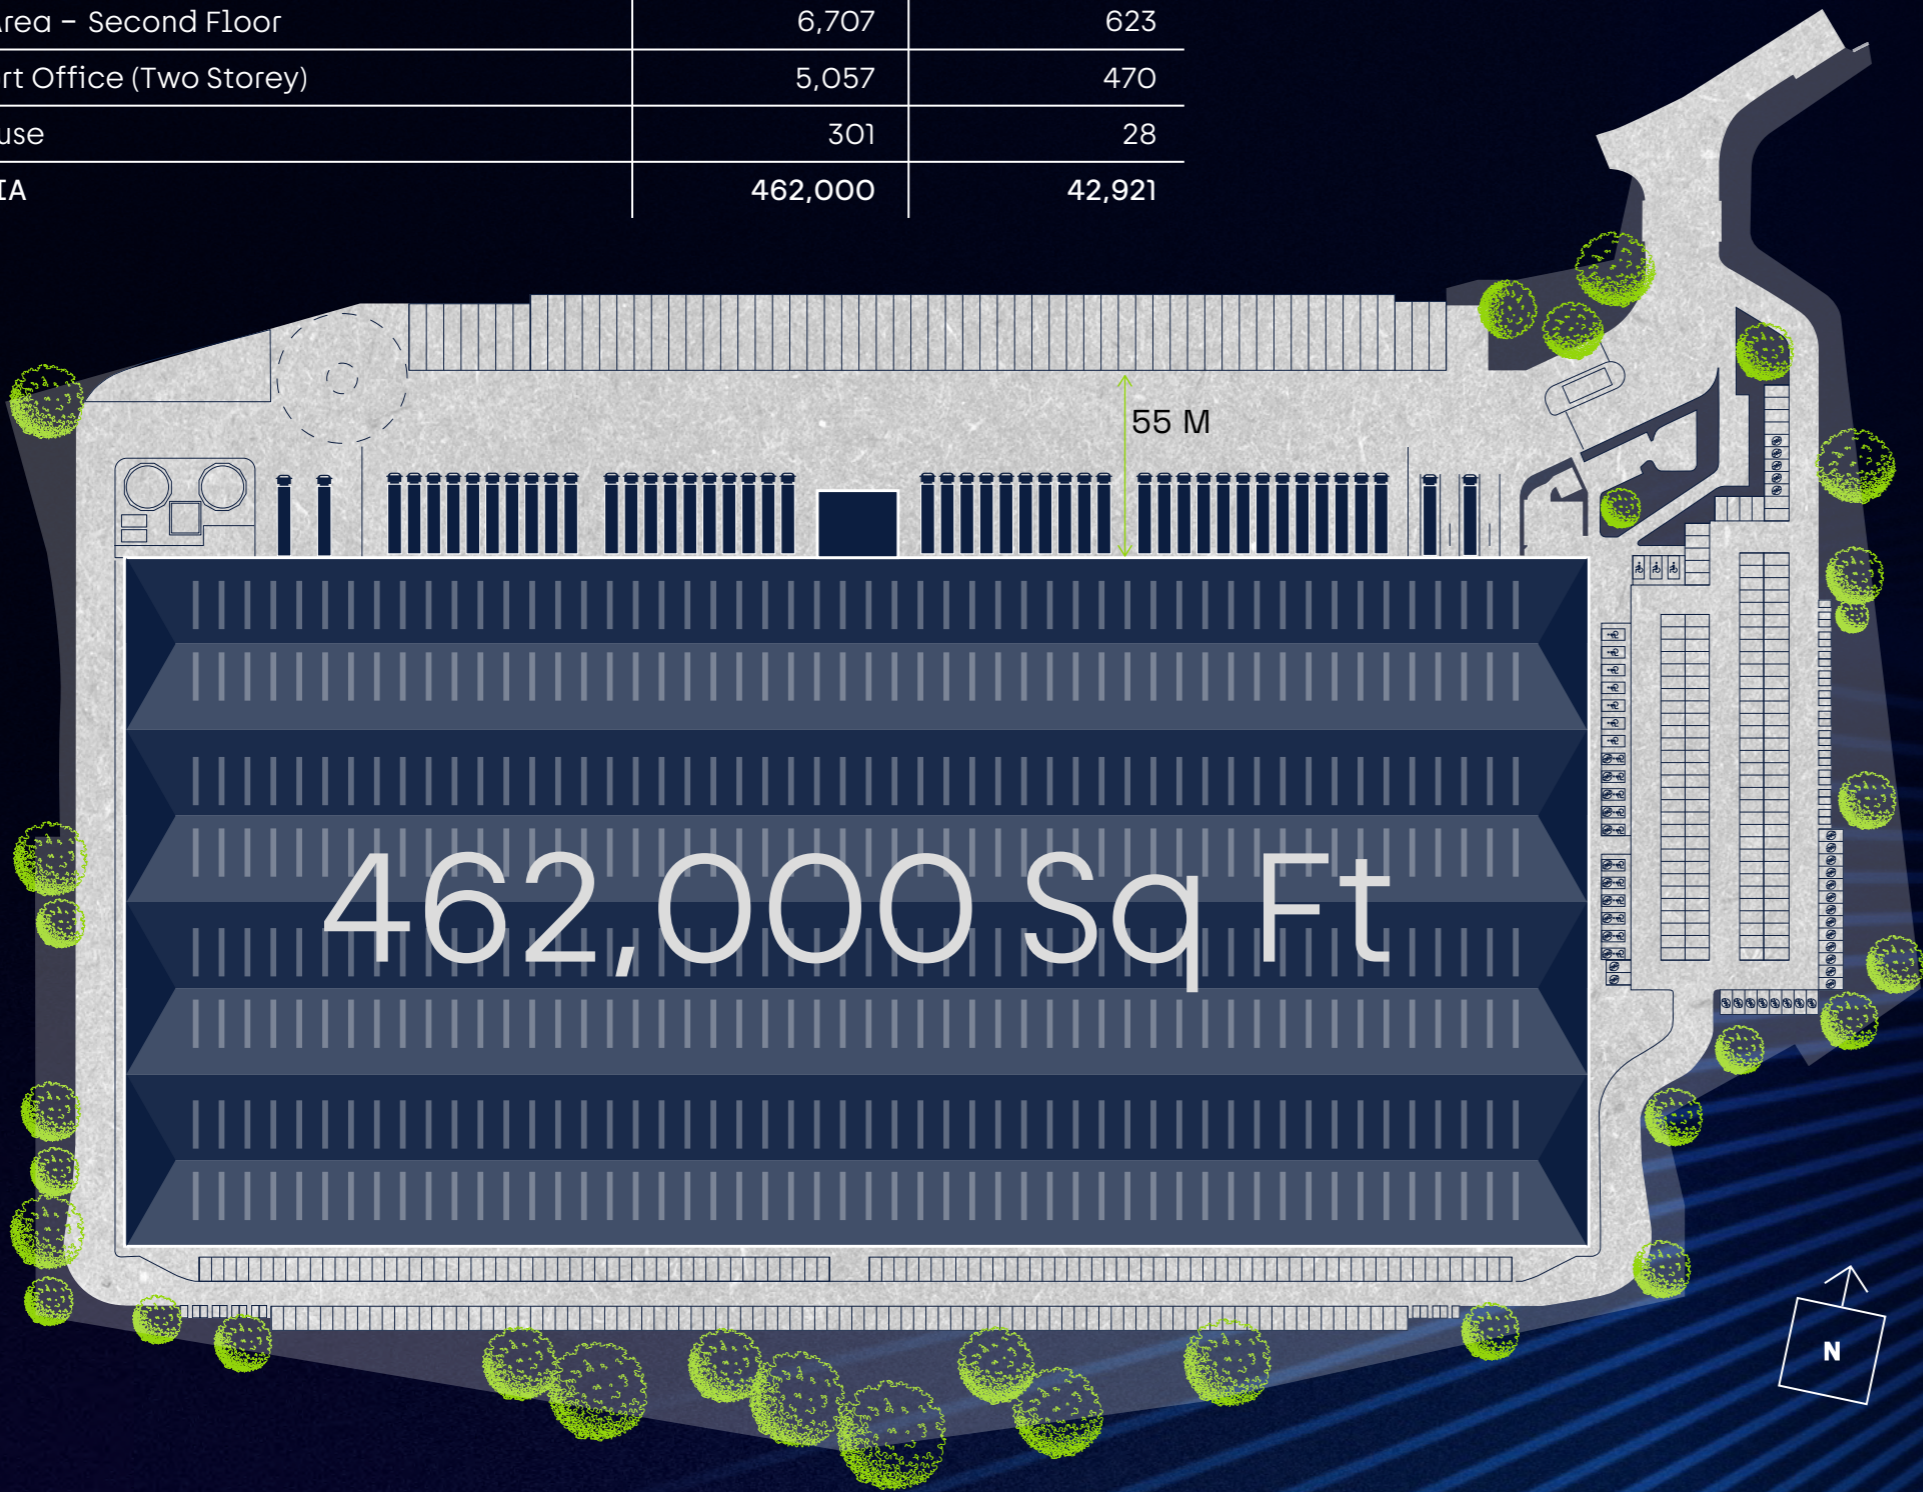 rea – Second Floor 6,707 623
rt Office (Two Storey) 5,057 470
use 301 28
IA 462,000 42,921
55 M
462,000 Sq Ft
N